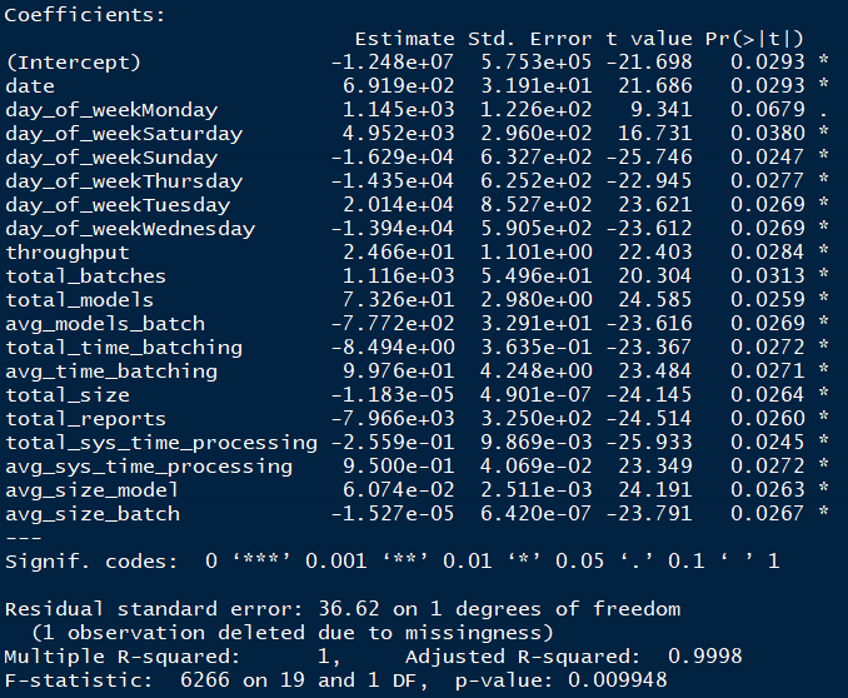 Coefficients:
Estimate Std. Error t value Pr(>|t|)
(Intercept) -1.248e+07 5.753e+05 -21.698 0.0293 *
date 6.919e+02 3.191e+01 21.686 0.0293 *
day_of_weekMonday 1.145e+03 1.226e+02 9.341 0.0679 .
day_of_weekSaturday 4.952e+03 2.960e+02 16.731 0.0380 *
day_of_weekSunday -1.629e+04 6.327e+02 -25.746 0.0247 *
day_of_weekThursday -1.435e+04 6.252e+02 -22.945 0.0277 *
day_of_weekTuesday 2.014e+04 8.527e+02 23.621 0.0269 *
day_of_weekWednesday -1.394e+04 5.905e+02 -23.612 0.0269 *
throughput 2.466e+01 1.101e+00 22.403 0.0284 *
total_batches 1.116e+03 5.496e+01 20.304 0.0313 *
total_models 7.326e+01 2.980e+00 24.585 0.0259 *
avg_models_batch -7.772e+02 3.291e+01 -23.616 0.0269 *
total_time_batching -8.494e+00 3.635e-01 -23.367 0.0272 *
avg_time_batching 9.976e+01 4.248e+00 23.484 0.0271 *
total_size -1.183e-05 4.901e-07 -24.145 0.0264 *
total_reports -7.966e+03 3.250e+02 -24.514 0.0260 *
total_sys_time_processing -2.559e-01 9.869e-03 -25.933 0.0245 *
avg_sys_time_processing 9.500e-01 4.069e-02 23.349 0.0272 *
avg_size_model 6.074e-02 2.511e-03 24.191 0.0263 *
avg_size_batch -1.527e-05 6.420e-07 -23.791 0.0267 *
---
Signif. codes: 0 ‘***’ 0.001 ‘**’ 0.01 ‘*’ 0.05 ‘.’ 0.1 ‘ ’ 1
Residual standard error: 36.62 on 1 degrees of freedom
(1 observation deleted due to missingness)
Multiple R-squared: 1, Adjusted R-squared: 0.9998
F-statistic: 6266 on 19 and 1 DF, p-value: 0.009948